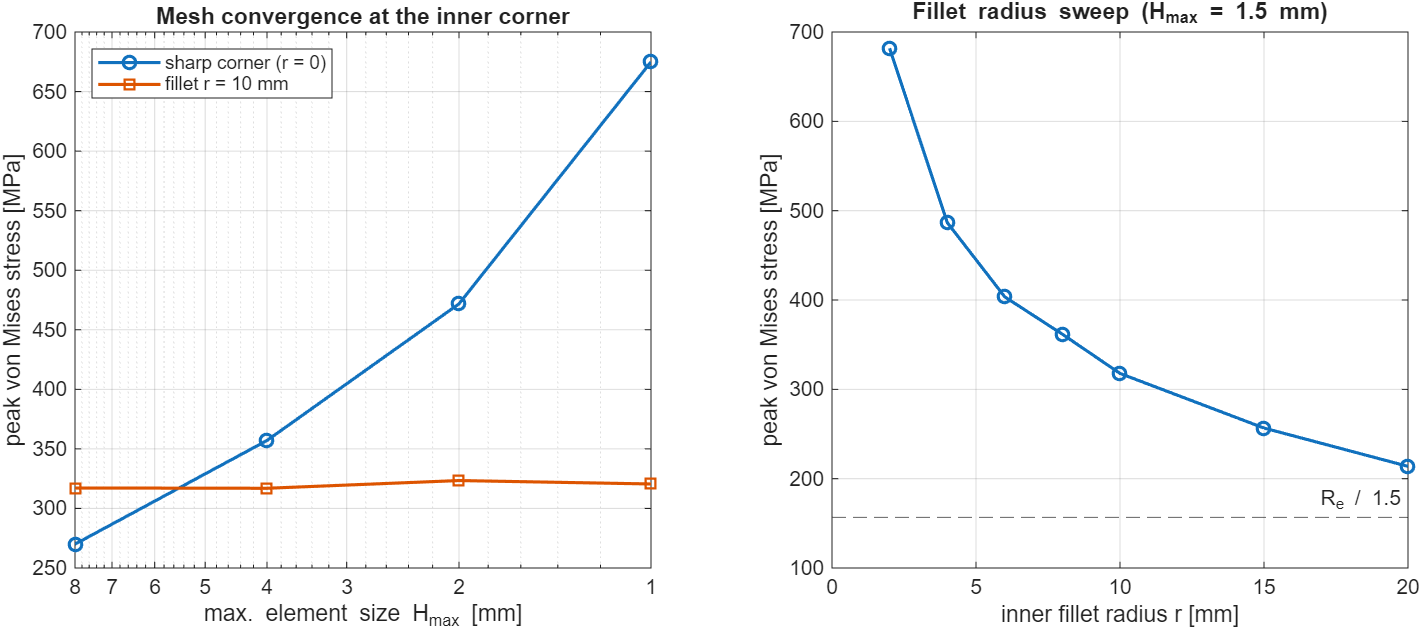 Mesh convergence at the inner corner
700
650
600
550
500
450
400
350
300
250
peak von Mises stress [MPa]
sharp corner (r = 0)
fillet r = 10 mm
8 7 6 5 4 3 2 1
max. element size Hmax [mm]
Fillet radius sweep (Hmax = 1.5 mm)
700
600
500
400
300
200
100
peak von Mises stress [MPa]
Re / 1.5
0 5 10 15 20
inner fillet radius r [mm]